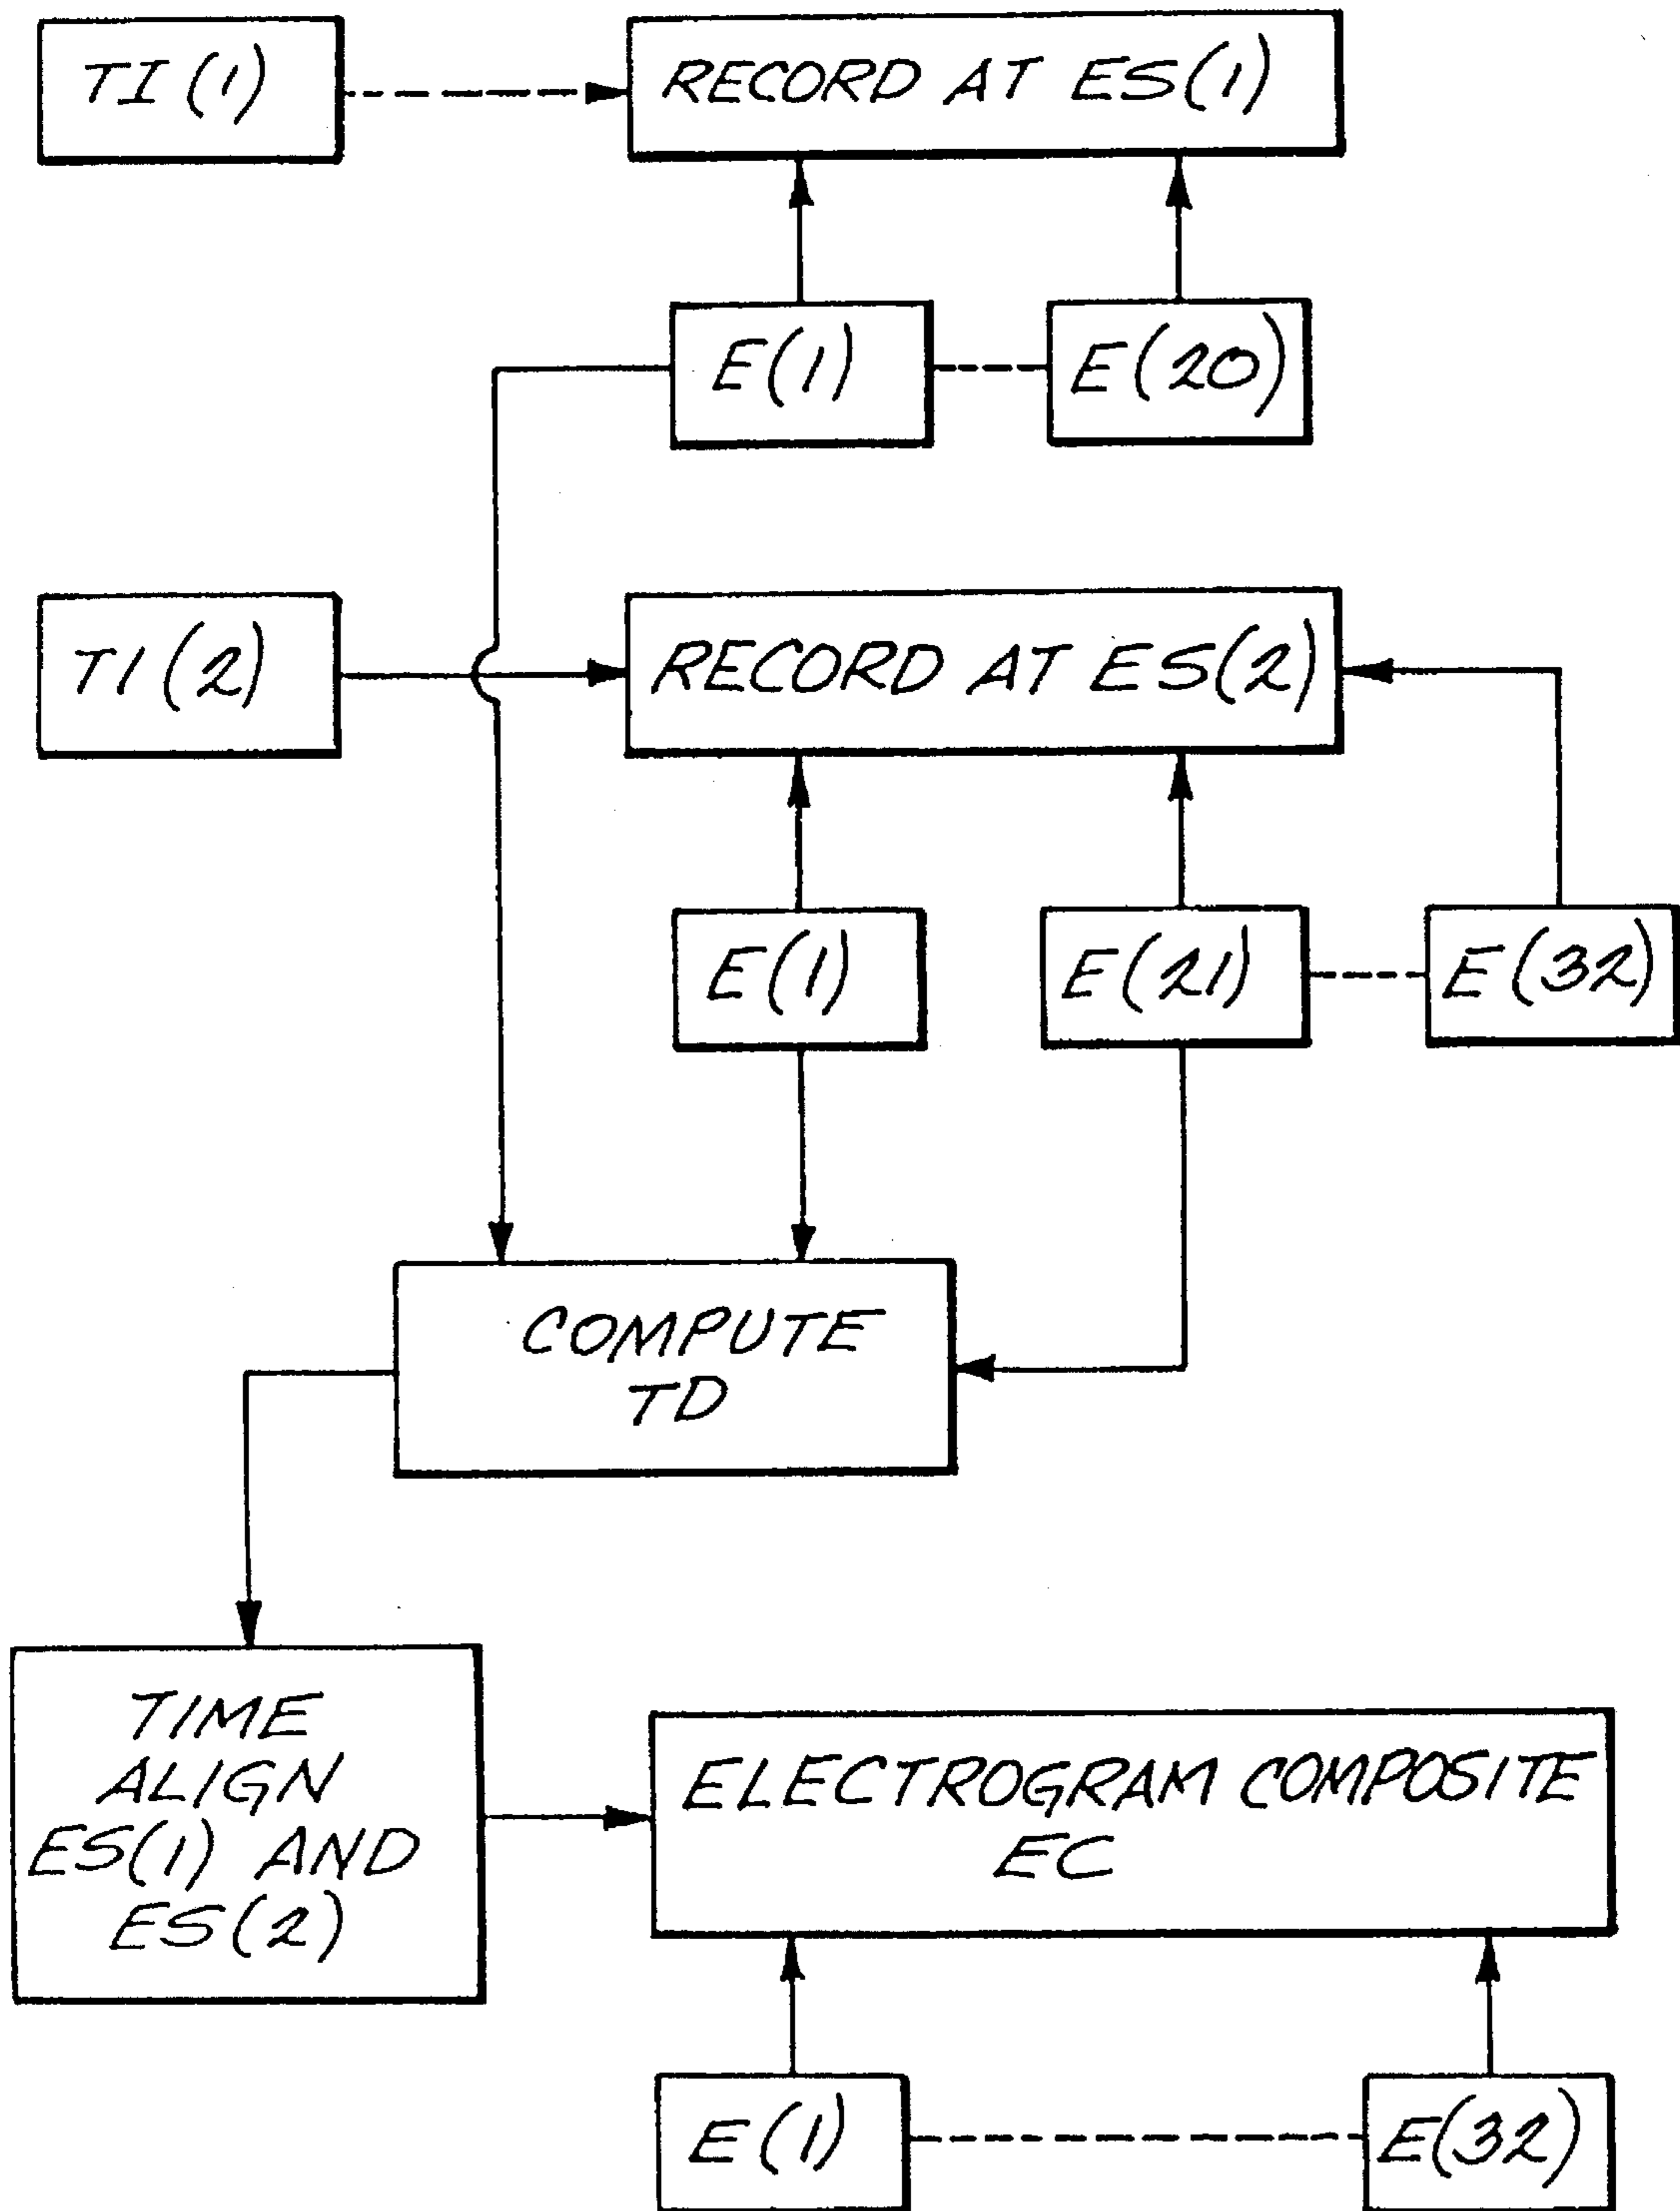 TI(1)
RECORD AT ES(1)
E(1)
E(20)
TI(2)
RECORD AT ES(2)
E(1)
E(21)
E(32)
COMPUTE
TD
TIME
ALIGN
ES(1) AND
ES(2)
ELECTROGRAM COMPOSITE
EC
E(1)
E(32)